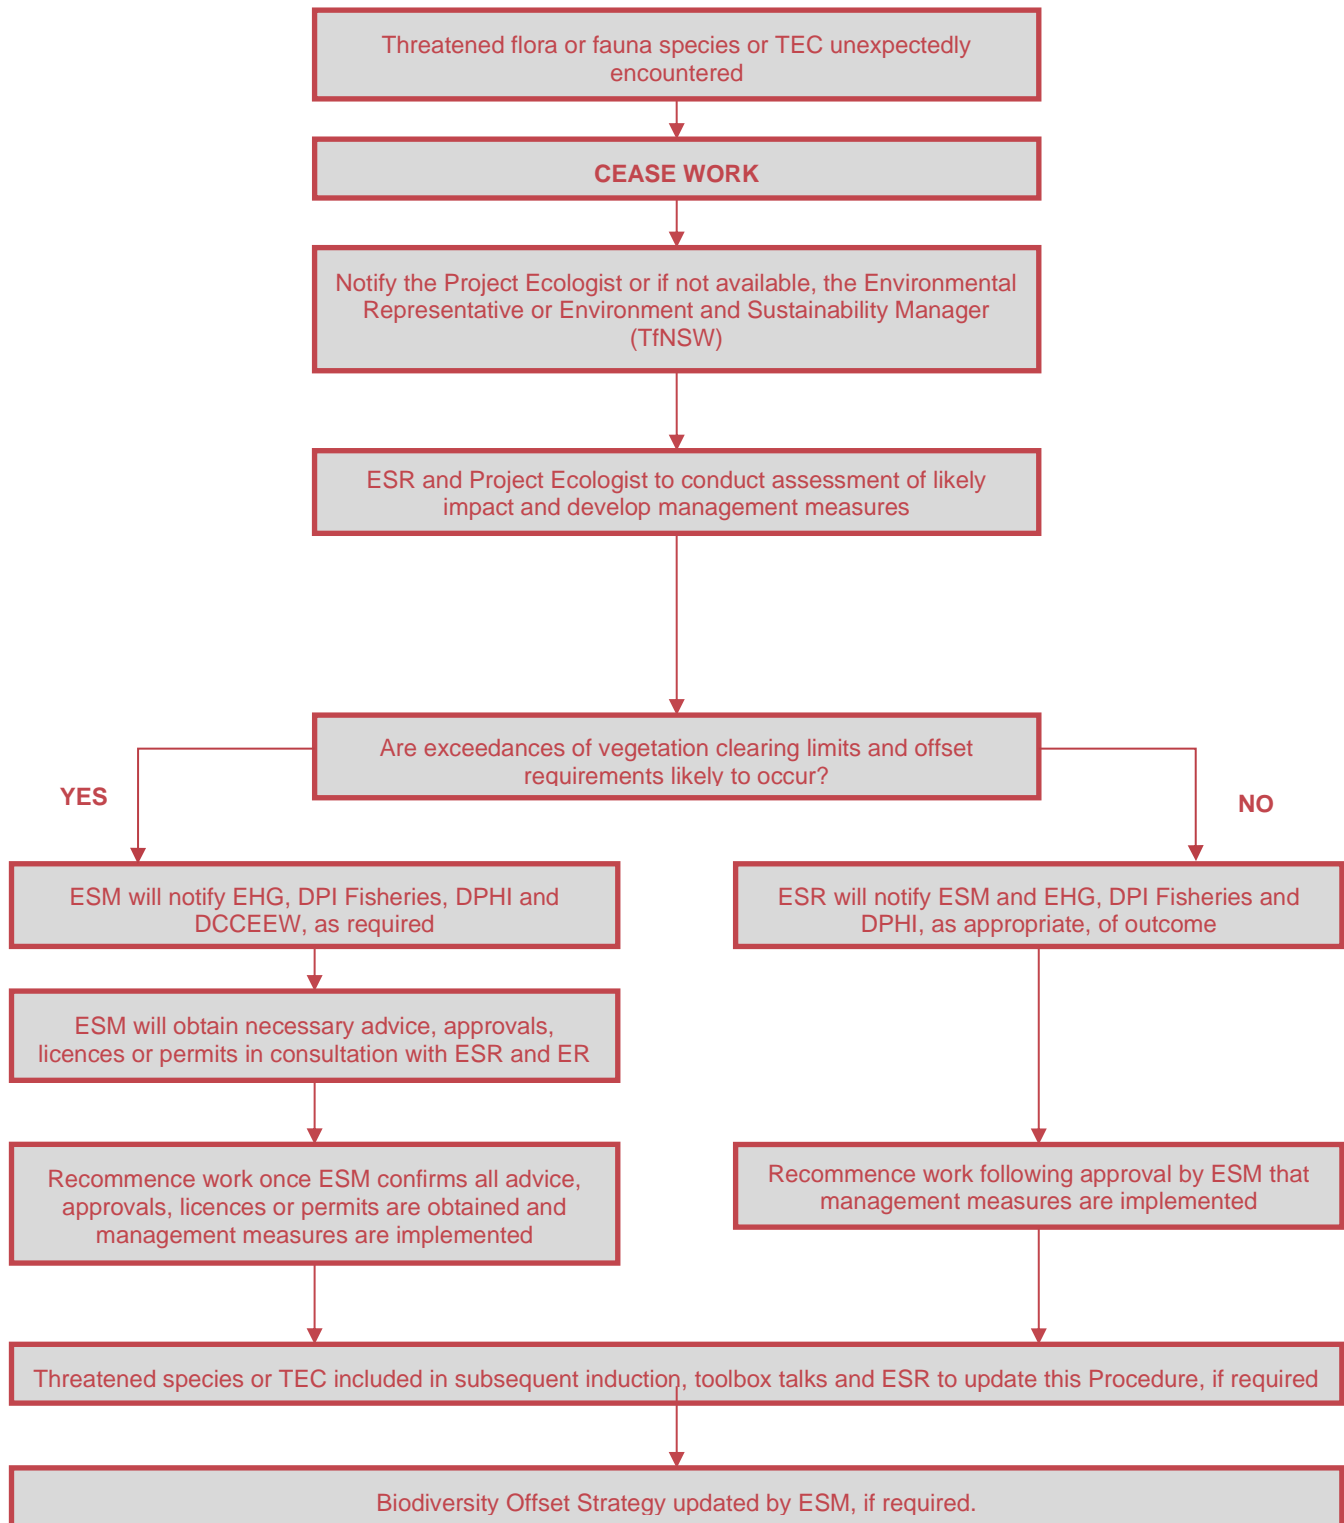 Threatened flora or fauna species or TEC unexpectedly
encountered
CEASE WORK
Notify the Project Ecologist or if not available, the Environmental
Representative or Environment and Sustainability Manager
(TfNSW)
ESR and Project Ecologist to conduct assessment of likely
impact and develop management measures
Are exceedances of vegetation clearing limits and offset
requirements likely to occur?
YES
NO
ESM will notify EHG, DPI Fisheries, DPHI and
DCCEEW, as required
ESM will obtain necessary advice, approvals,
licences or permits in consultation with ESR and ER
Recommence work once ESM confirms all advice,
approvals, licences or permits are obtained and
management measures are implemented
ESR will notify ESM and EHG, DPI Fisheries and
DPHI, as appropriate, of outcome
Recommence work following approval by ESM that
management measures are implemented
Threatened species or TEC included in subsequent induction, toolbox talks and ESR to update this Procedure, if required
Biodiversity Offset Strategy updated by ESM, if required.